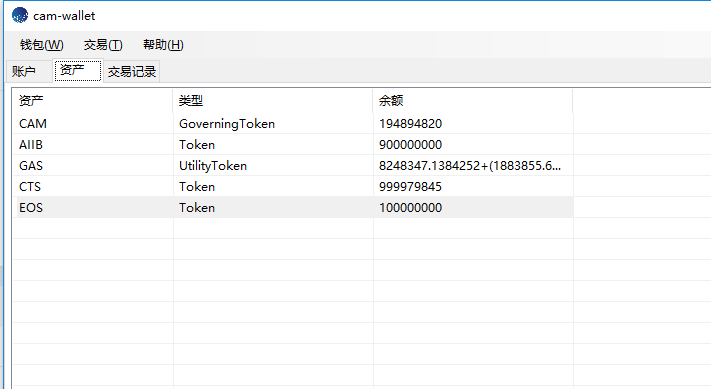 cam-wallet
钱包(W) 交易(T) 帮助(H)
账户 资产 交易记录
资产 类型 余额
CAM GoverningToken 194894820
AIIB Token 900000000
GAS UtilityToken 8248347.1384252+(1883855.6...
CTS Token 999979845
EOS Token 100000000